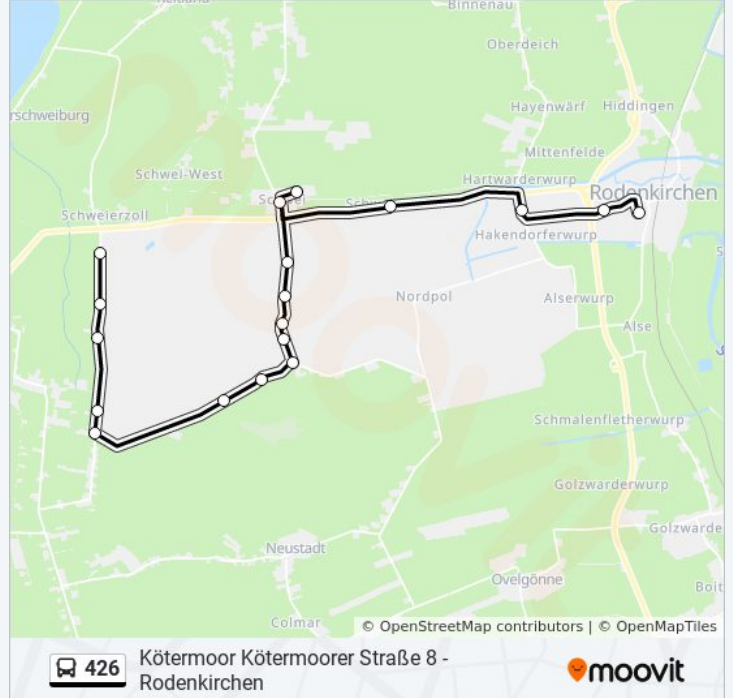 Binnenau
Oberdeich
rschweiburg
Hayenwärf
Hiddingen
Mittenfelde
Schwei-West
Hartwarderwurp
Rodenkirchen
Schweierzoll
Hakendorferwurp
Nordpol
Alserwurp
Alse
Schmalenfletherwurp
Golzwarderwurp
Golzwarde
Neustadt
Ovelgönne
Boit
Colmar
© OpenStreetMap contributors | © OpenMapTiles
426
Kötermoor Kötermoorer Straße 8 -
Rodenkirchen
moovit